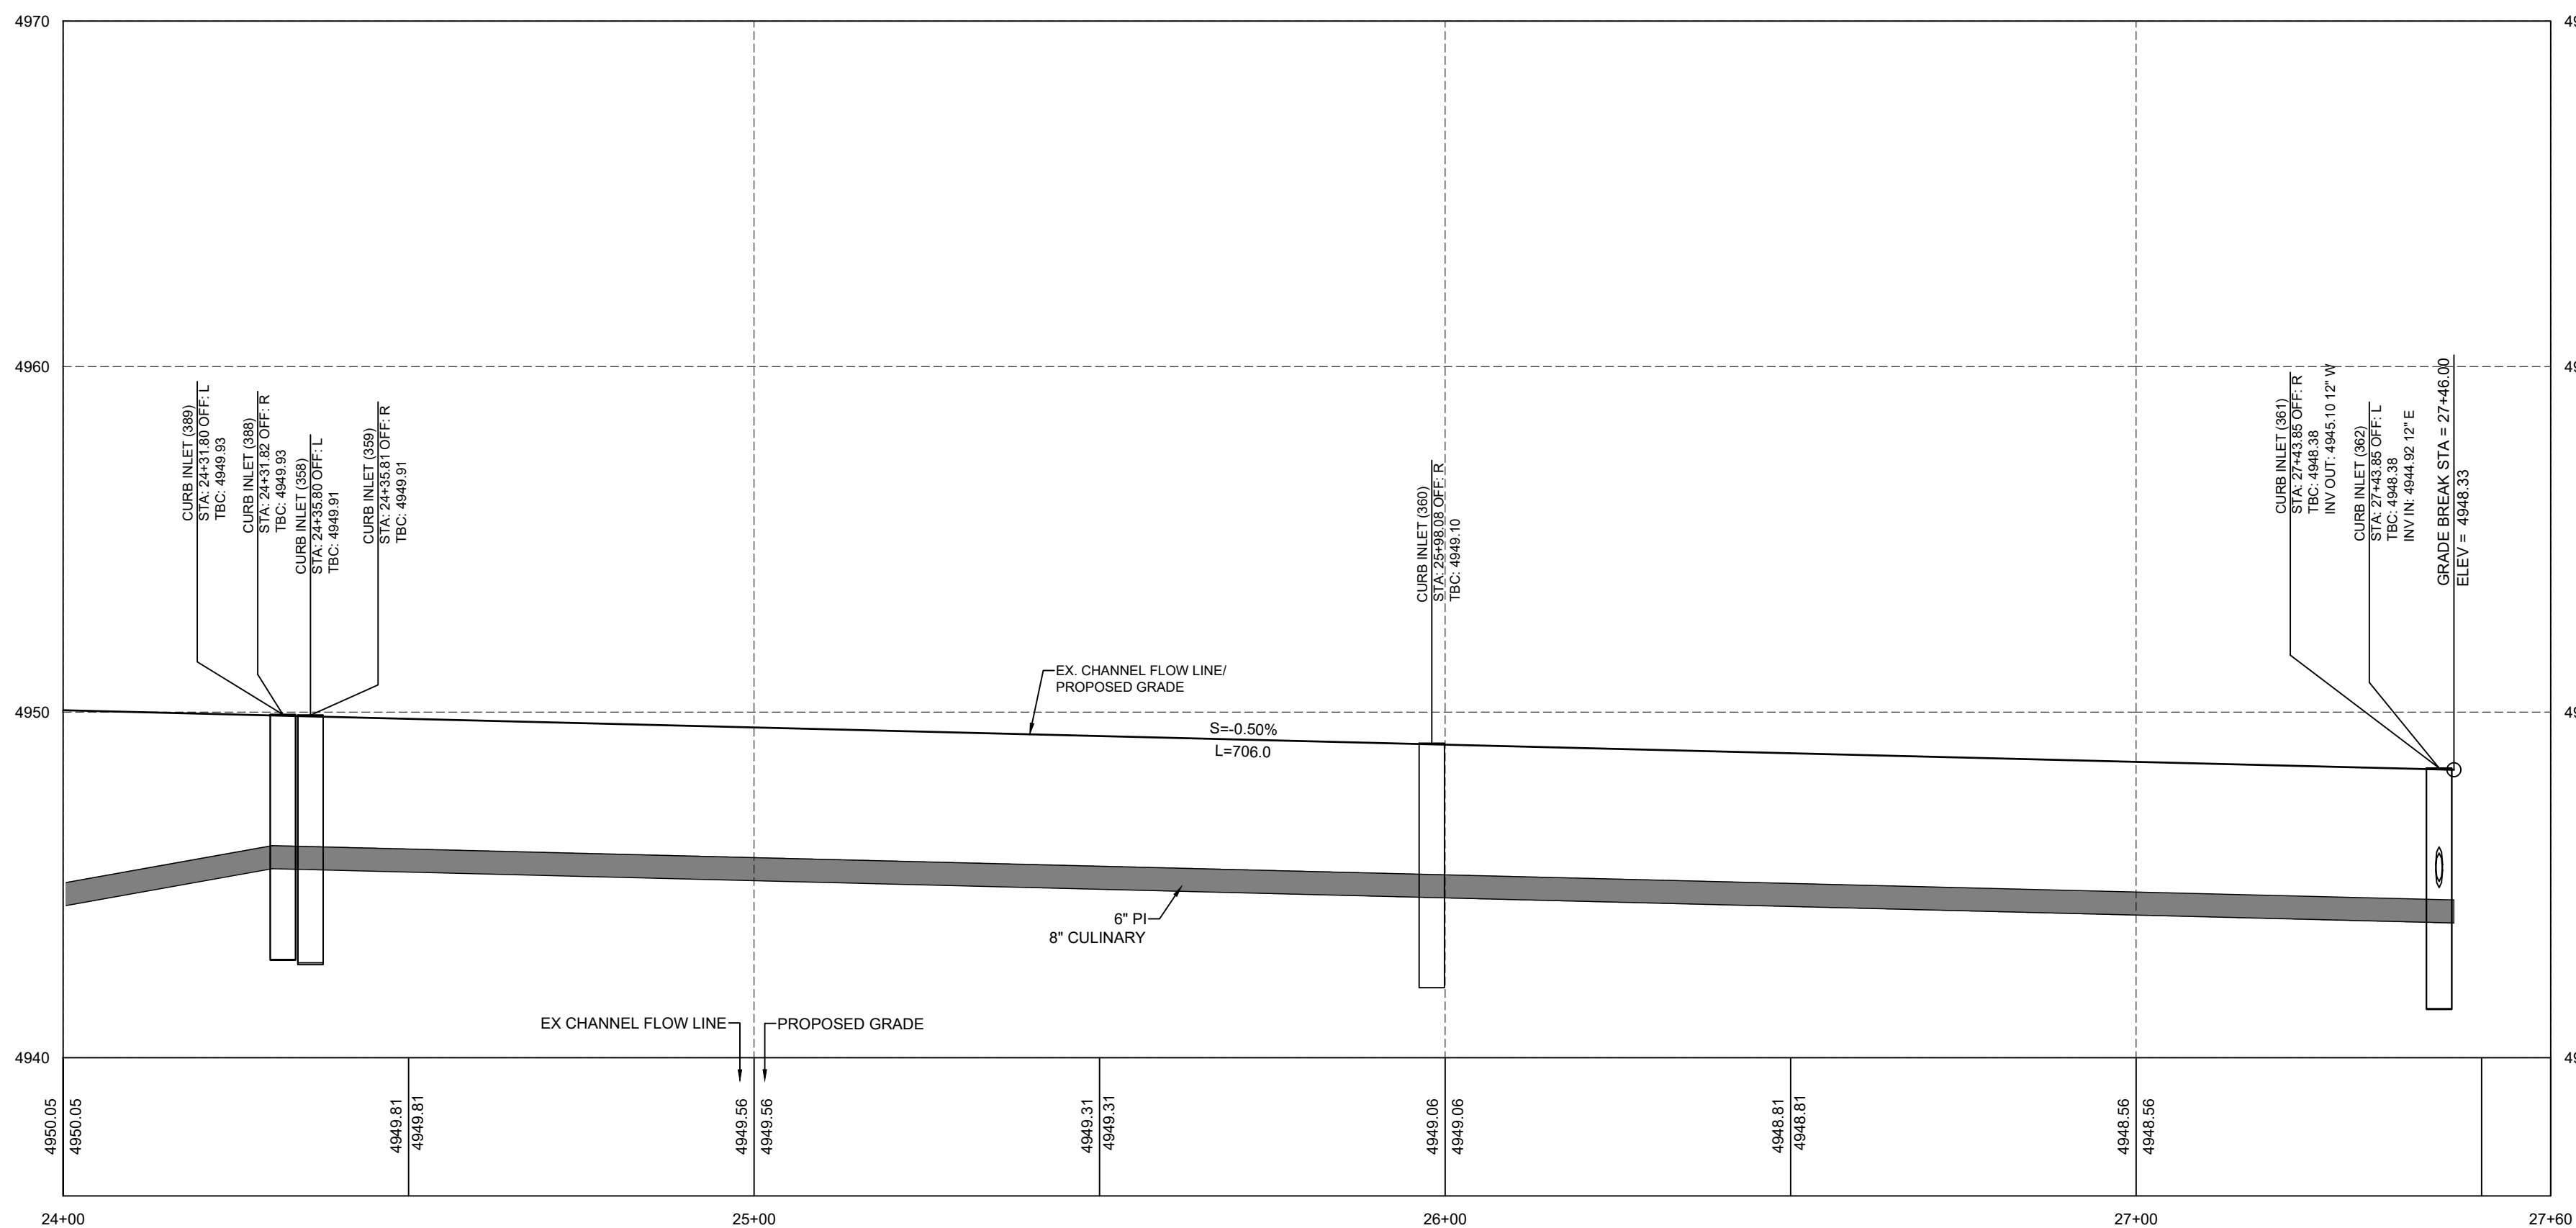 4970
49
4960
49
CURB INLET (389)
STA: 24+31.80 OFF: L
TBC: 4949.93
CURB INLET (388)
STA: 24+31.82 OFF: R
TBC: 4949.93
CURB INLET (358)
STA: 24+35.80 OFF: L
TBC: 4949.91
CURB INLET (359)
STA: 24+35.81 OFF: R
TBC: 4949.91
CURB INLET (360)
STA: 25+98.08 OFF: R
TBC: 4949.10
CURB INLET (361)
STA: 27+43.85 OFF: R
TBC: 4948.38
INV OUT: 4945.10 12" W
CURB INLET (362)
STA: 27+43.85 OFF: L
TBC: 4948.38
INV IN: 4944.92 12" E
GRADE BREAK STA = 27+46.00
ELEV = 4948.33
EX. CHANNEL FLOW LINE/
PROPOSED GRADE
4950
49
S=-0.50%
L=706.0
6" PI
8" CULINARY
EX CHANNEL FLOW LINE
PROPOSED GRADE
4940
49
4950.05
4950.05
4949.81
4949.81
4949.56
4949.56
4949.31
4949.31
4949.06
4949.06
4948.81
4948.81
4948.56
4948.56
24+00
25+00
26+00
27+00
27+60